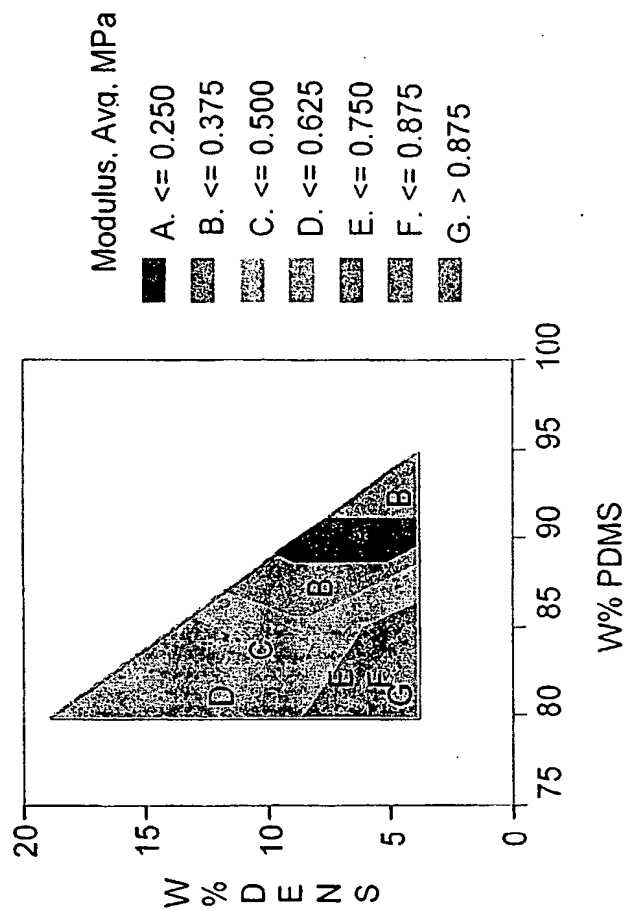 Modulus, Avg, MPa
A. <= 0.250
B. <= 0.375
C. <= 0.500
D. <= 0.625
E. <= 0.750
F. <= 0.875
G. > 0.875
20
15
10
5
0
W
%
D
E
N
S
D
C
B
E
F
G
B
75
80
85
90
95
100
W% PDMS